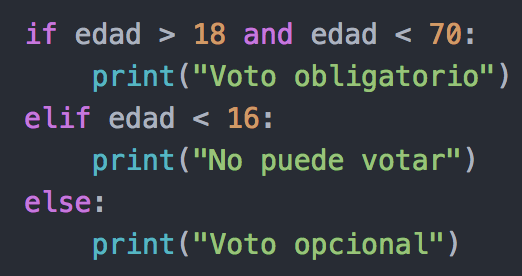 if edad > 18 and edad < 70:
    print("Voto obligatorio")
elif edad < 16:
    print("No puede votar")
else:
    print("Voto opcional")